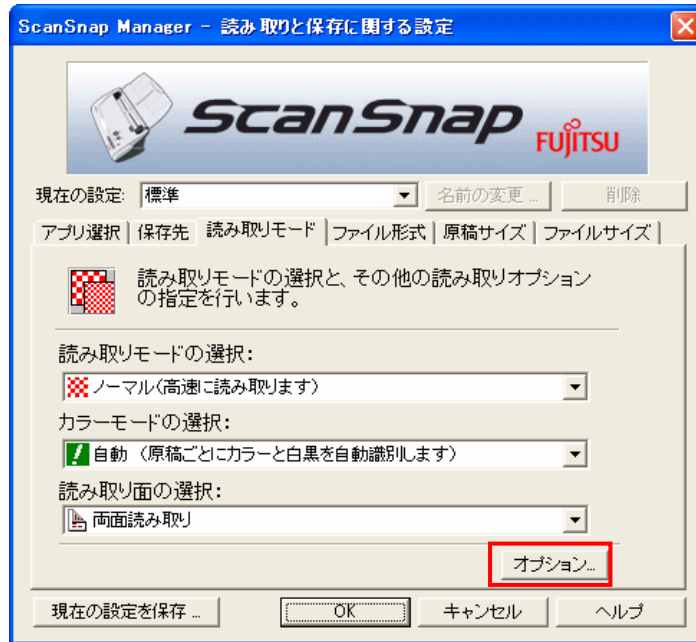 ScanSnap Manager - 読み取りと保存に関する設定
ScanSnap
FUJITSU
現在の設定: 標準 名前の変更 ... 削除
アプリ選択 保存先 読み取りモード ファイル形式 原稿サイズ ファイルサイズ
読み取りモードの選択と、その他の読み取りオプション
の指定を行います。
読み取りモードの選択:
ノーマル(高速に読み取ります)
カラーモードの選択:
自動 (原稿ごとにカラーと白黒を自動識別します)
読み取り面の選択:
両面読み取り
オプション...
現在の設定を保存 ... OK キャンセル ヘルプ